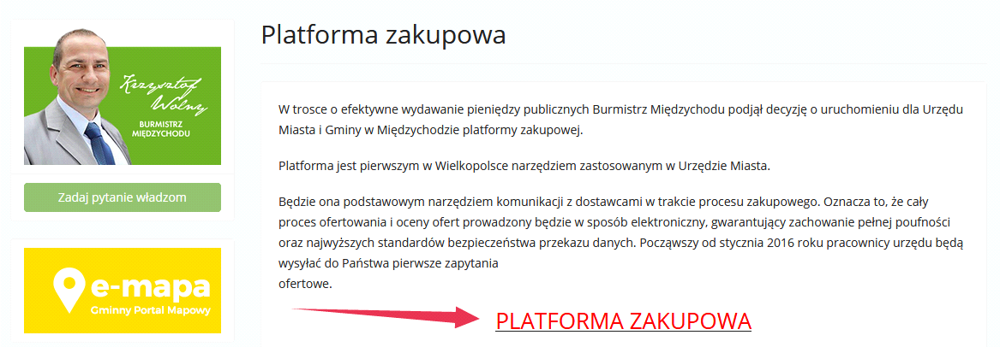 Platforma zakupowa
Krzysztof
Wolny
BURMISTRZ
MIĘDZYCHODU
Zadaj pytanie władzom
e-mapa
Gminny Portal Mapowy
W trosce o efektywne wydawanie pieniędzy publicznych Burmistrz Międzychodu podjął decyzję o uruchomieniu dla Urzędu
Miasta i Gminy w Międzychodzie platformy zakupowej.
Platforma jest pierwszym w Wielkopolsce narzędziem zastosowanym w Urzędzie Miasta.
Będzie ona podstawowym narzędziem komunikacji z dostawcami w trakcie procesu zakupowego. Oznacza to, że cały
proces ofertowania i oceny ofert prowadzony będzie w sposób elektroniczny, gwarantujący zachowanie pełnej poufności
oraz najwyższych standardów bezpieczeństwa przekazu danych. Począwszy od stycznia 2016 roku pracownicy urzędu będą
wysyłać do Państwa pierwsze zapytania
ofertowe.
PLATFORMA ZAKUPOWA